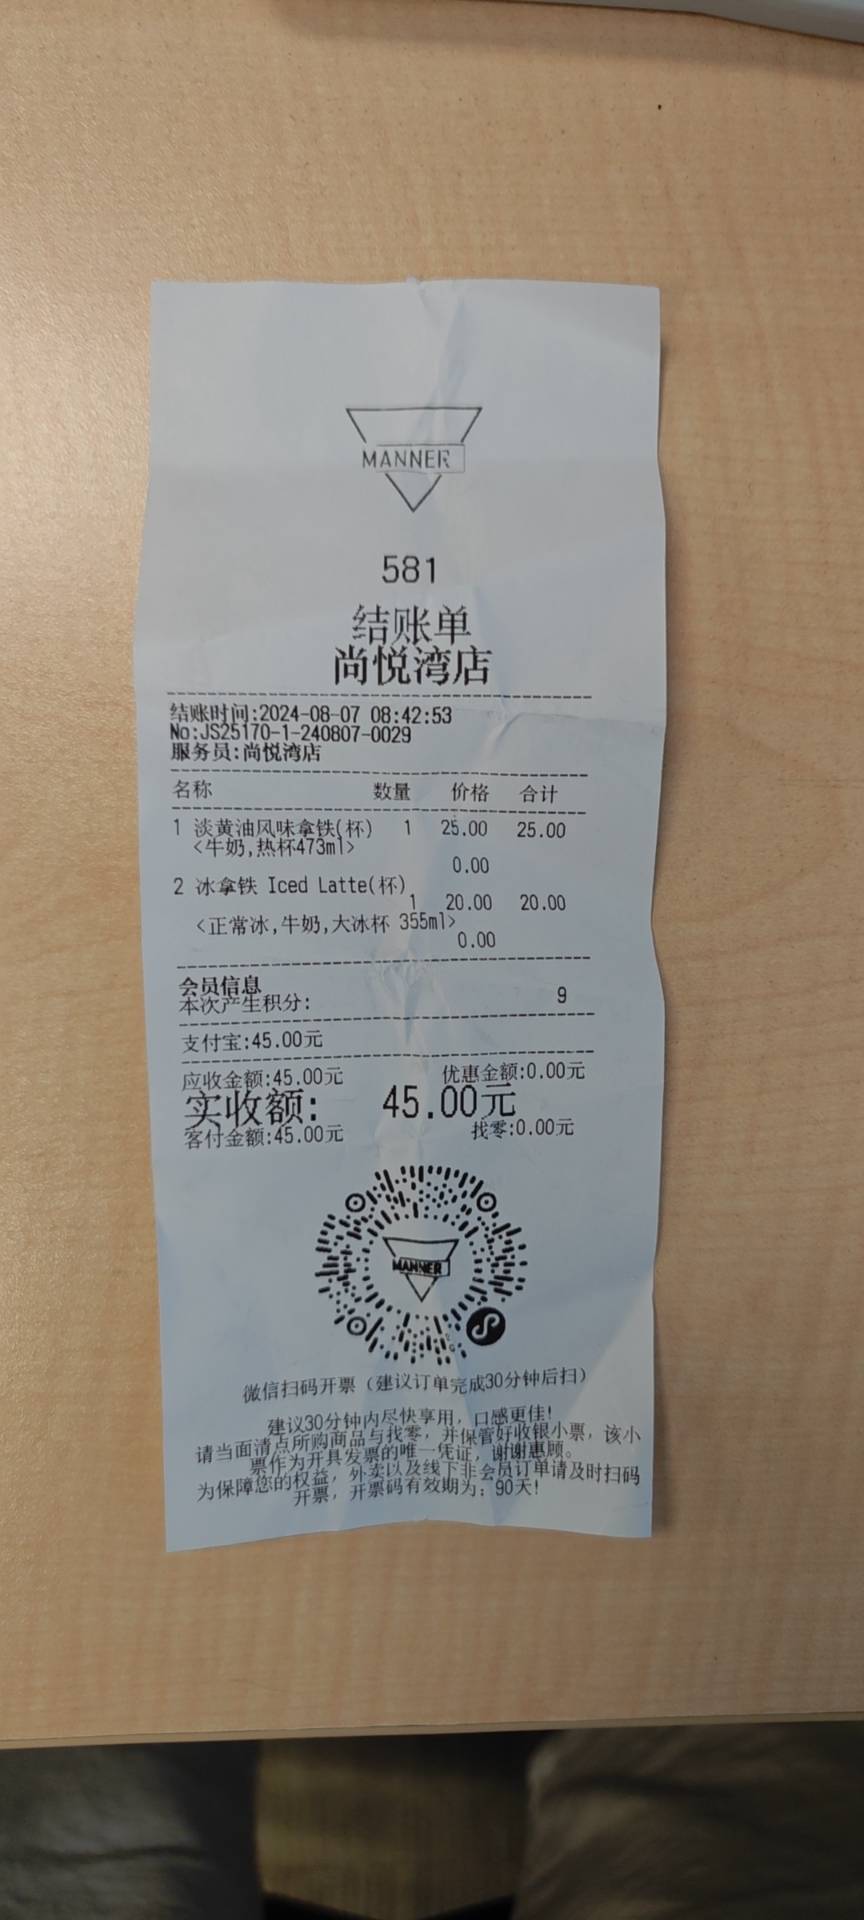 MANNER
581
结账单
尚悦湾店
结账时间:2024-08-07 08:42:53
No:JS25170-1-240807-0029
服务员:尚悦湾店
名称 数量 价格 合计
1 淡黄油风味拿铁(杯) 1 25.00 25.00
<牛奶,热杯473ml>
0.00
2 冰拿铁 Iced Latte(杯)
1 20.00 20.00
<正常冰,牛奶,大冰杯 355ml>
0.00
会员信息
本次产生积分: 9
支付宝:45.00元
应收金额:45.00元 优惠金额:0.00元
实收额: 45.00元
客付金额:45.00元 找零:0.00元
MANNER
微信扫码开票（建议订单完成30分钟后扫）
建议30分钟内尽快享用，口感更佳!
请当面清点所购商品与找零，并保管好收银小票，该小
票作为开具发票的唯一凭证，谢谢惠顾。
为保障您的权益，外卖以及线下非会员订单请及时扫码
开票，开票码有效期为：90天!